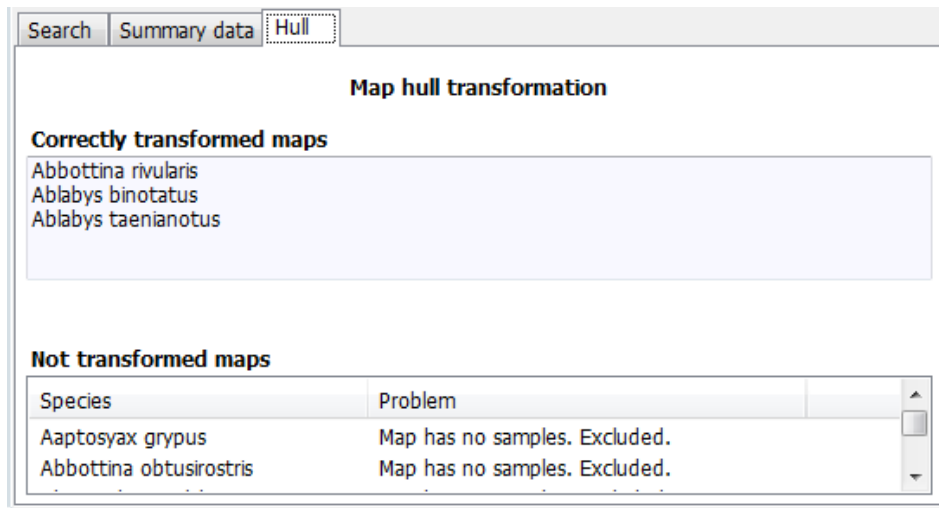 Search Summary data Hull
Map hull transformation
Correctly transformed maps
Abbottina rivularis
Ablabys binotatus
Ablabys taenianotus
Not transformed maps
Species Problem
Aaptosyax grypus Map has no samples. Excluded.
Abbottina obtusirostris Map has no samples. Excluded.